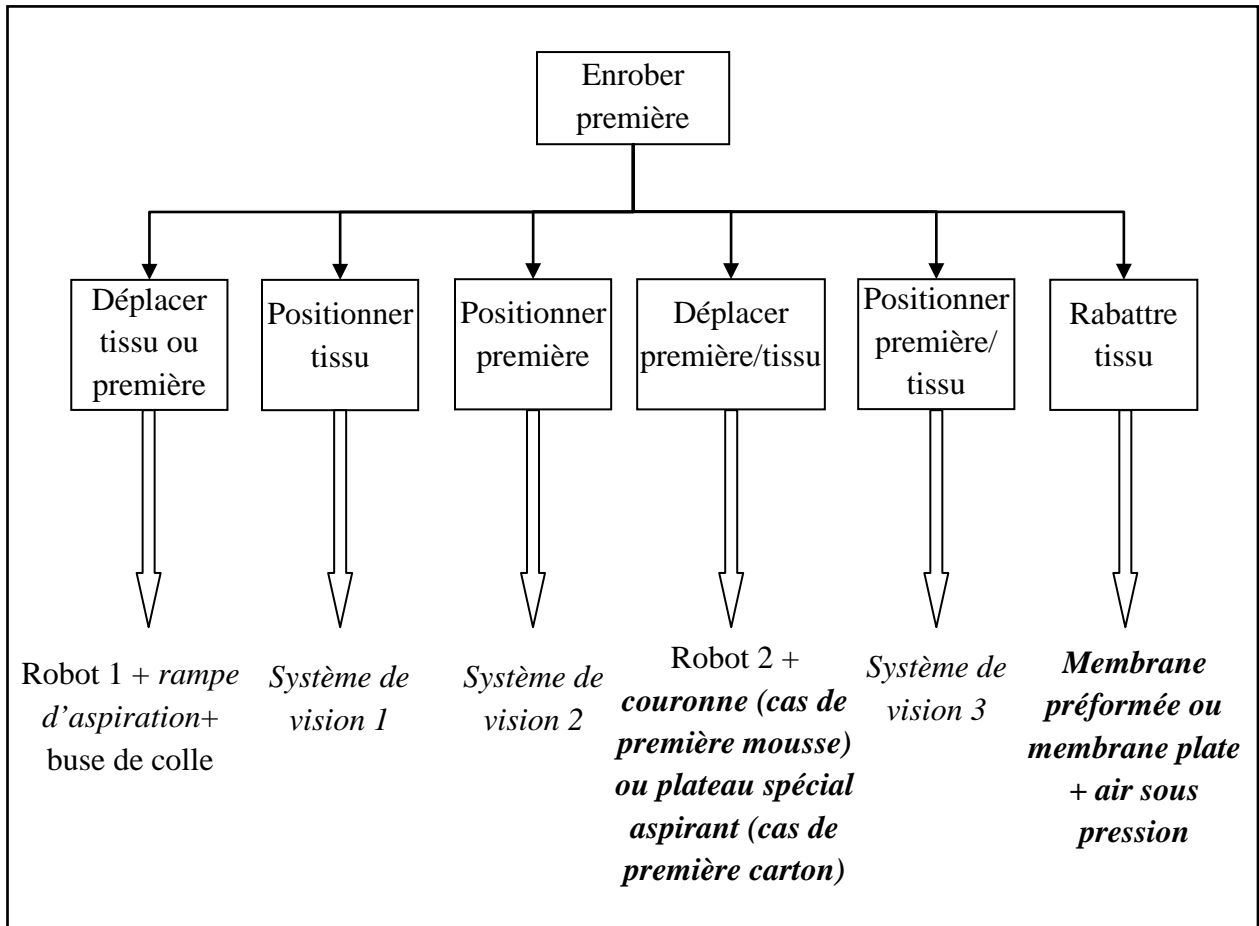 Enrober
première
Déplacer
tissu ou
première
Positionner
tissu
Positionner
première
Déplacer
première/tissu
Positionner
première/
tissu
Rabattre
tissu
Robot 1 + rampe
d’aspiration+
buse de colle
Système de
vision 1
Système de
vision 2
Robot 2 +
couronne (cas de
première mousse)
ou plateau spécial
aspirant (cas de
première carton)
Système de
vision 3
Membrane
préformée ou
membrane plate
+ air sous
pression